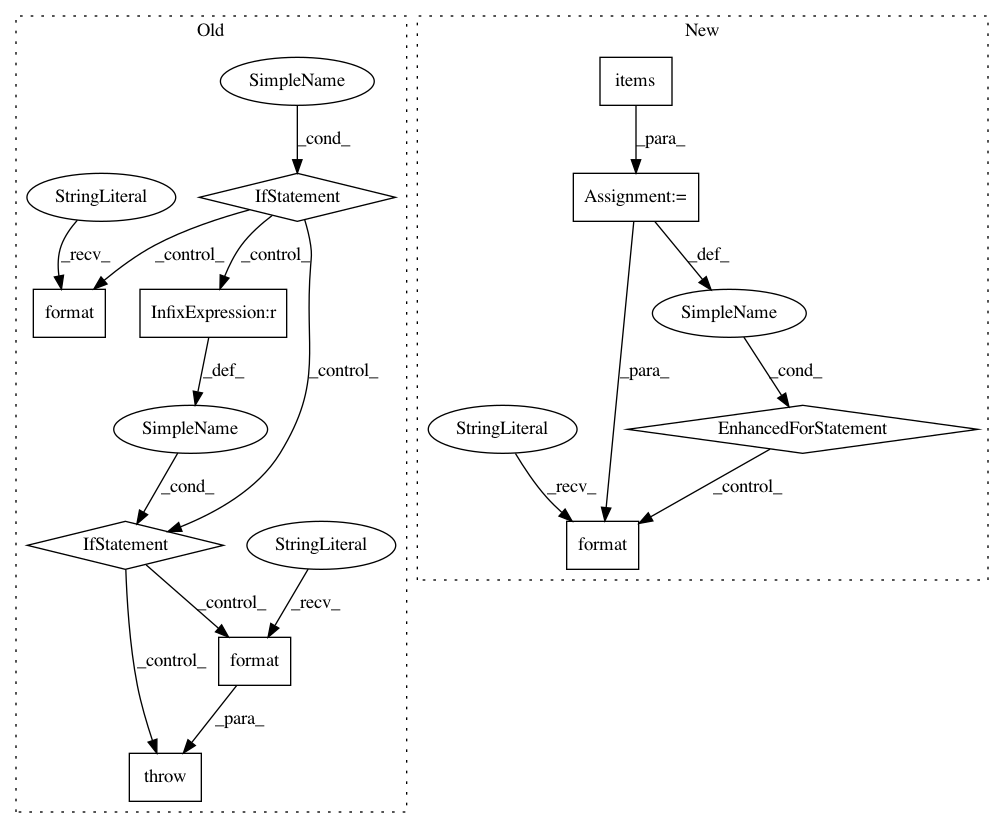 Old
New
SimpleName
items
_cond_
_para_
StringLiteral
IfStatement
Assignment:=
_recv_
_control_
_control_
_def_
format
InfixExpression:r
SimpleName
_def_
_control_
_para_
_cond_
SimpleName
StringLiteral
EnhancedForStatement
_cond_
_recv_
_control_
IfStatement
StringLiteral
format
_control_
_recv_
_control_
format
_para_
throw